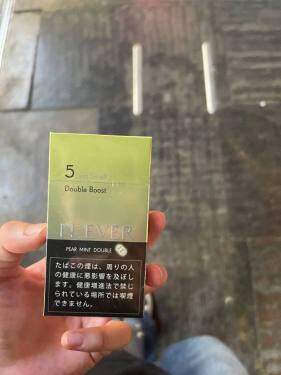 5
Double Boost
PEAR MINT DOUBLE
たばこの煙は、周りの人
の健康に悪影響を及ぼ
します。健康増進法で禁じ
られている場所では喫煙
できません。